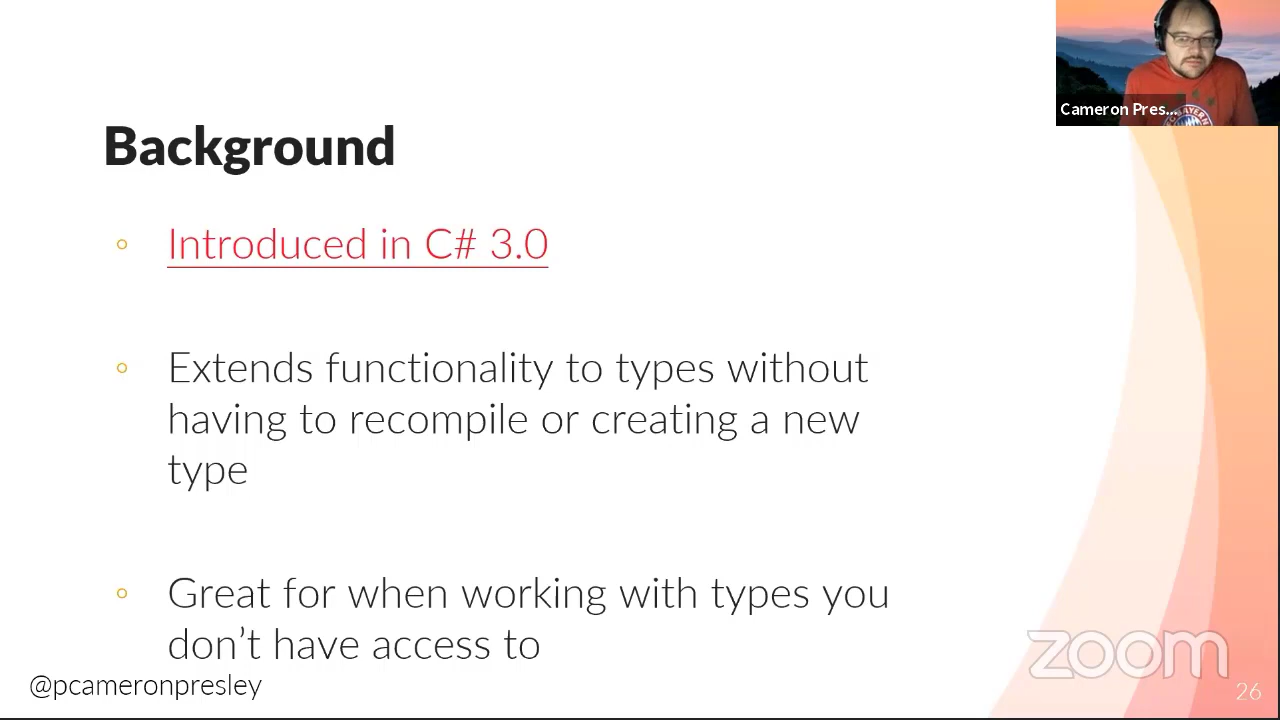 Cameron Pres...
Background
Introduced in C# 3.0
Extends functionality to types without
having to recompile or creating a new
type
Great for when working with types you
don't have access to
@pcameronpresley
zoom
26